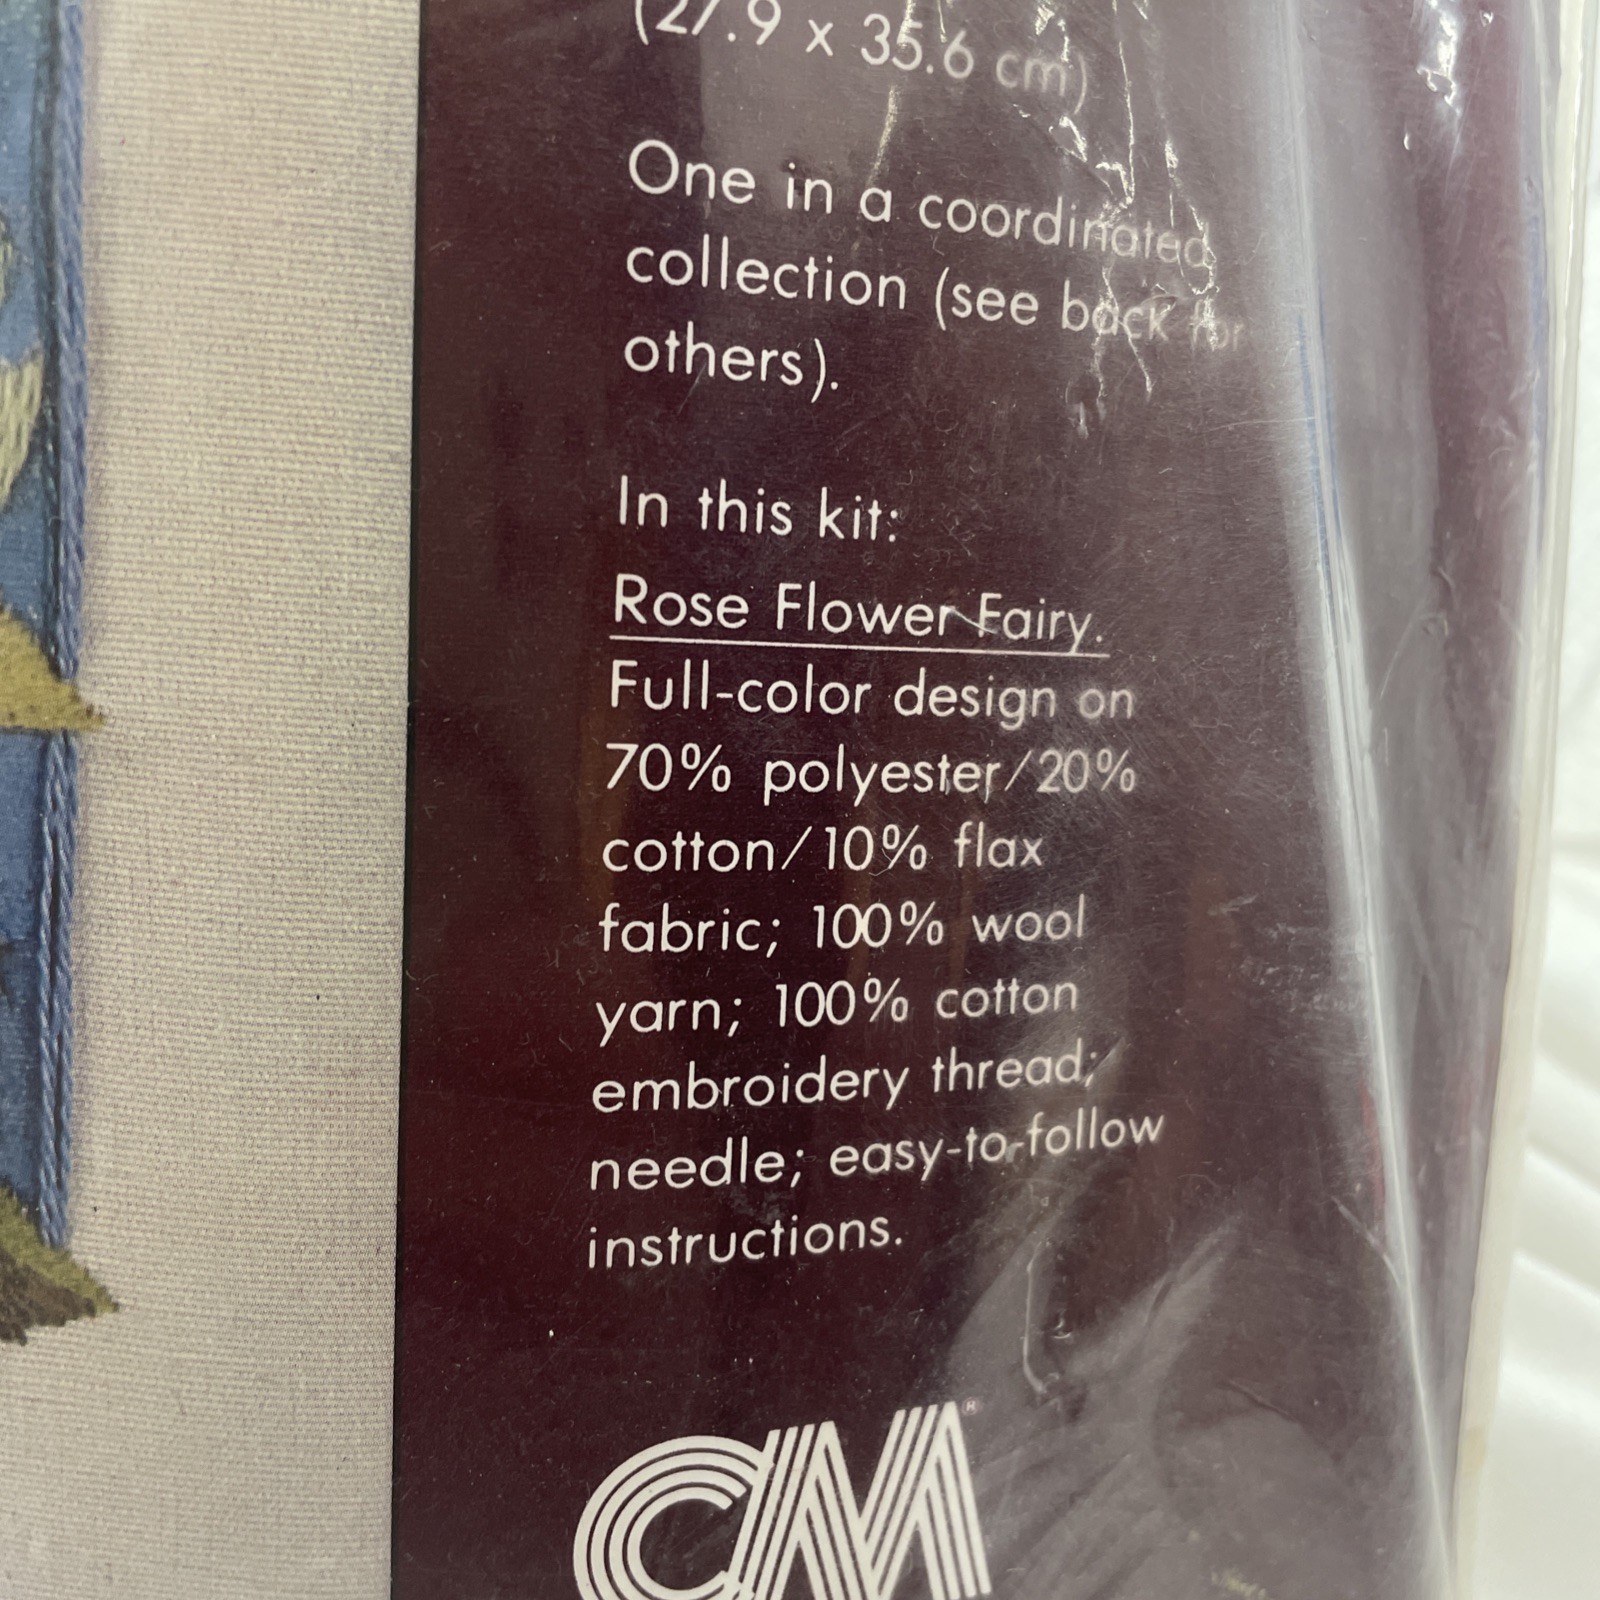 (27.9 x 35.6 cm)
One in a coordinated
collection (see back for
others).
In this kit:
Rose Flower Fairy.
Full-color design on
70% polyester/20%
cotton/10% flax
fabric; 100% wool
yarn; 100% cotton
embroidery thread;
needle; easy-to-follow
instructions.
CM®